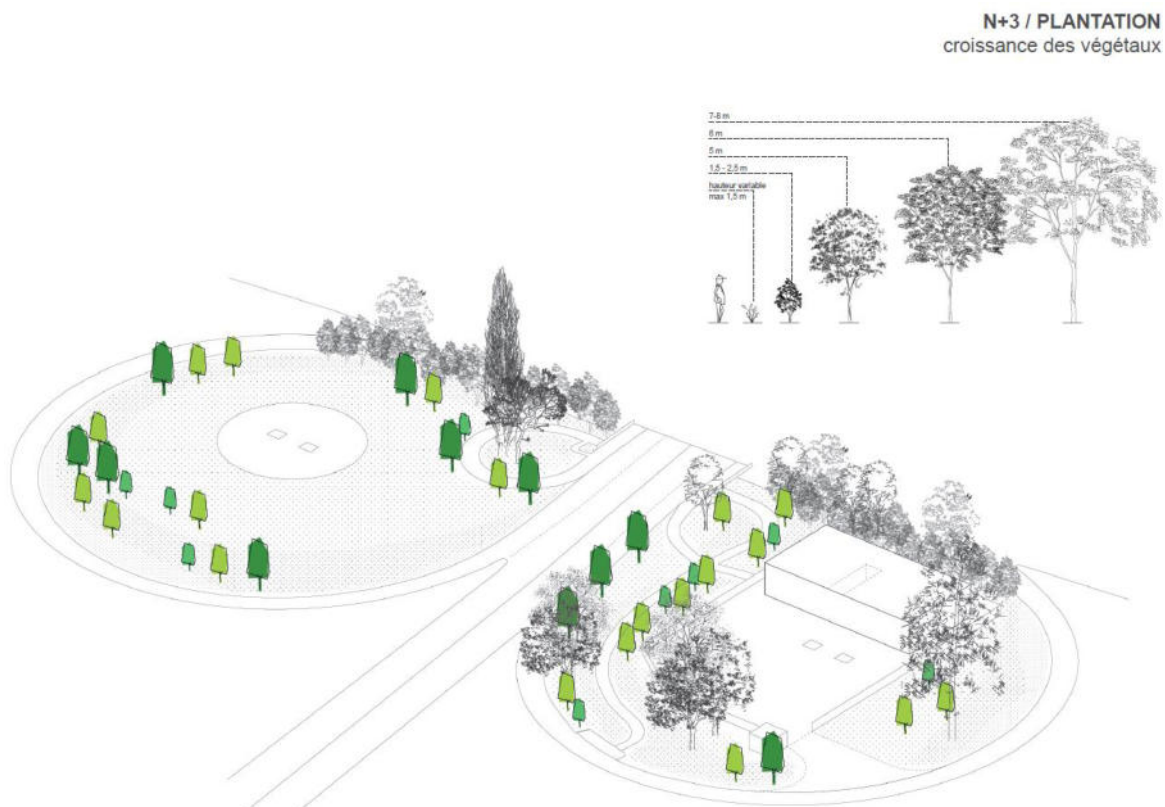 N+3 / PLANTATION
croissance des végétaux
7-8 m
6 m
5 m
1,5 - 2,5 m
hauteur variable
max 1,5 m